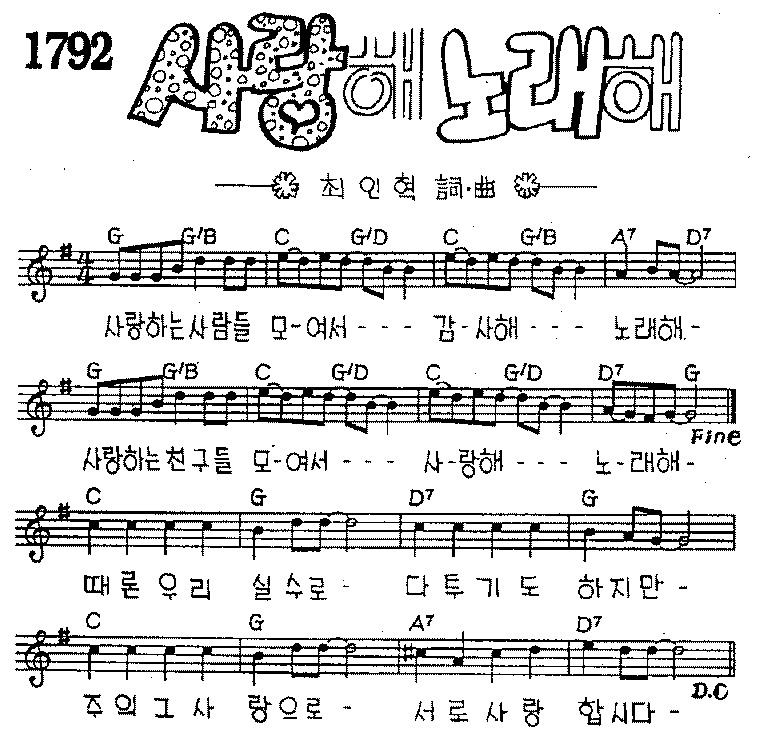 1792 사랑해 노래해
최인혁 詞·曲
G G/B C G/D C G/B A7 D7
4/4
사랑하는사람들 모-여서- - - 감-사해- - - 노래해-
G G/B C G/D C G/D D7 G
Fine
사랑하는친구들 모-여서- - - 사-랑해- - - 노-래해-
C G D7 G
때론우리 실수로- 다투기도 하지만-
C G A7 D7
D.C
주의그사 랑으로- 서로사랑 합시다-